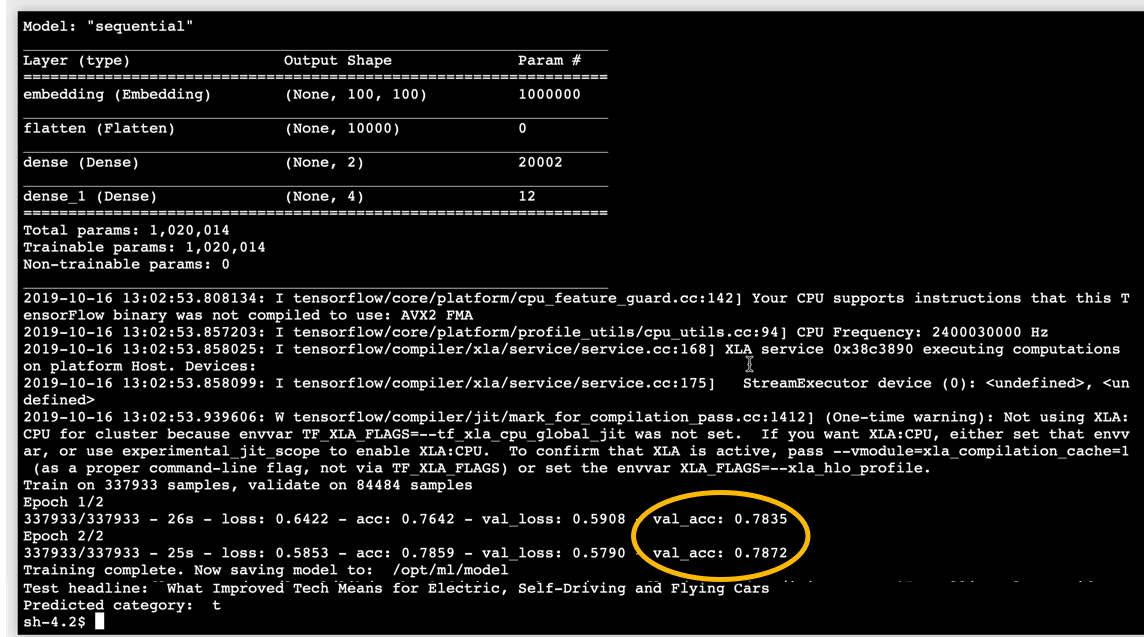 Model: "sequential"
Layer (type) Output Shape Param #
embedding (Embedding) (None, 100, 100) 1000000
flatten (Flatten) (None, 10000) 0
dense (Dense) (None, 2) 20002
dense_1 (Dense) (None, 4) 12
Total params: 1,020,014
Trainable params: 1,020,014
Non-trainable params: 0
2019-10-16 13:02:53.808134: I tensorflow/core/platform/cpu_feature_guard.cc:142] Your CPU supports instructions that this T
ensorFlow binary was not compiled to use: AVX2 FMA
2019-10-16 13:02:53.857203: I tensorflow/core/platform/profile_utils/cpu_utils.cc:94] CPU Frequency: 2400030000 Hz
2019-10-16 13:02:53.858025: I tensorflow/compiler/xla/service/service.cc:168] XLA service 0x38c3890 executing computations
on platform Host. Devices:
2019-10-16 13:02:53.858099: I tensorflow/compiler/xla/service/service.cc:175] StreamExecutor device (0): <undefined>, <un
defined>
2019-10-16 13:02:53.939606: W tensorflow/compiler/jit/mark_for_compilation_pass.cc:1412] (One-time warning): Not using XLA:
CPU for cluster because envvar TF_XLA_FLAGS=--tf_xla_cpu_global_jit was not set. If you want XLA:CPU, either set that envv
ar, or use experimental_jit_scope to enable XLA:CPU. To confirm that XLA is active, pass --vmodule=xla_compilation_cache=1
(as a proper command-line flag, not via TF_XLA_FLAGS) or set the envvar XLA_FLAGS=--xla_hlo_profile.
Train on 337933 samples, validate on 84484 samples
Epoch 1/2
337933/337933 - 26s - loss: 0.6422 - acc: 0.7642 - val_loss: 0.5908 - val_acc: 0.7835
Epoch 2/2
337933/337933 - 25s - loss: 0.5853 - acc: 0.7859 - val_loss: 0.5790 - val_acc: 0.7872
Training complete. Now saving model to: /opt/ml/model
Test headline: What Improved Tech Means for Electric, Self-Driving and Flying Cars
Predicted category: t
sh-4.2$